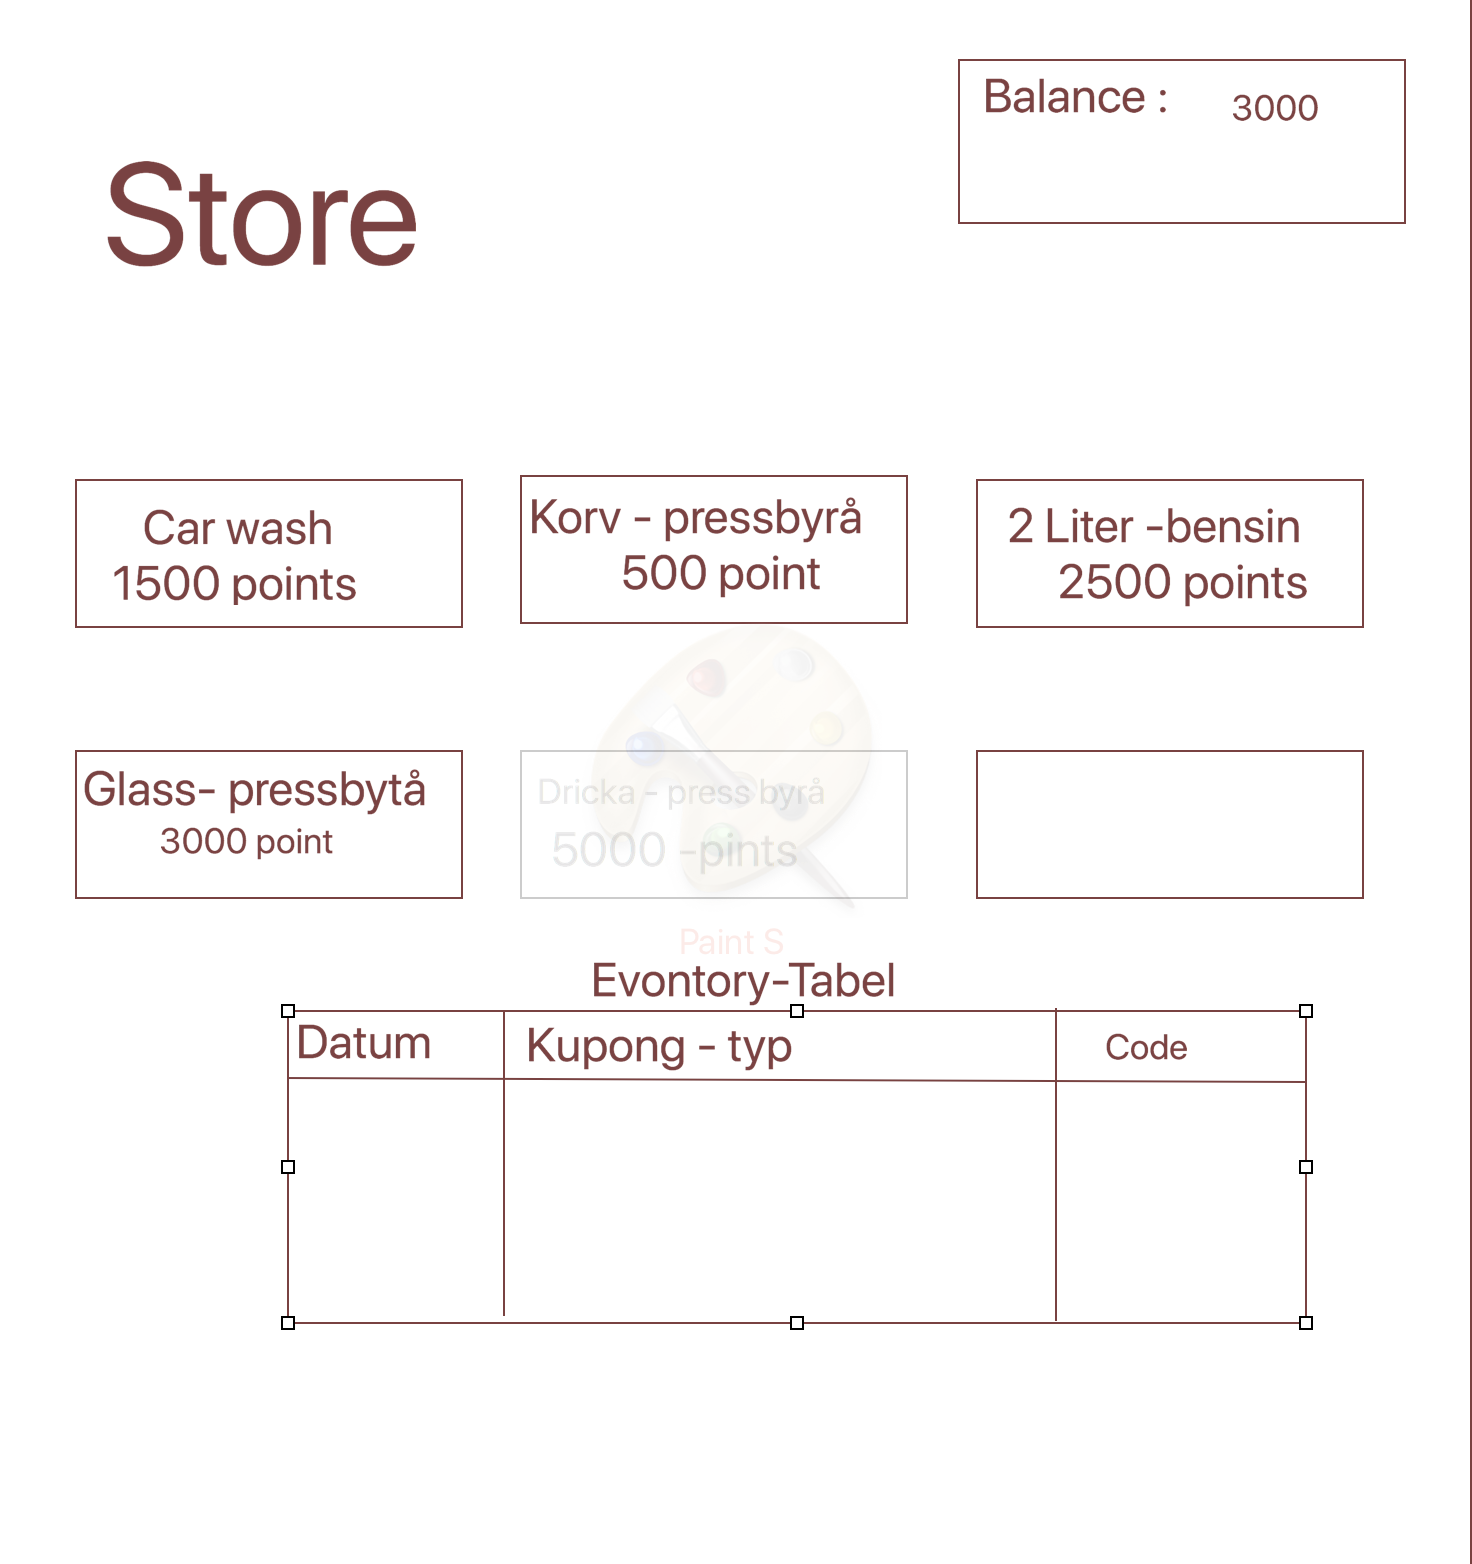 Balance : 3000
Store
Car wash
1500 points
Korv - pressbyrå
500 point
2 Liter -bensin
2500 points
Glass- pressbytå
3000 point
Dricka - press byrå
5000 -pints
Paint S
Evontory-Tabel
Datum Kupong - typ Code